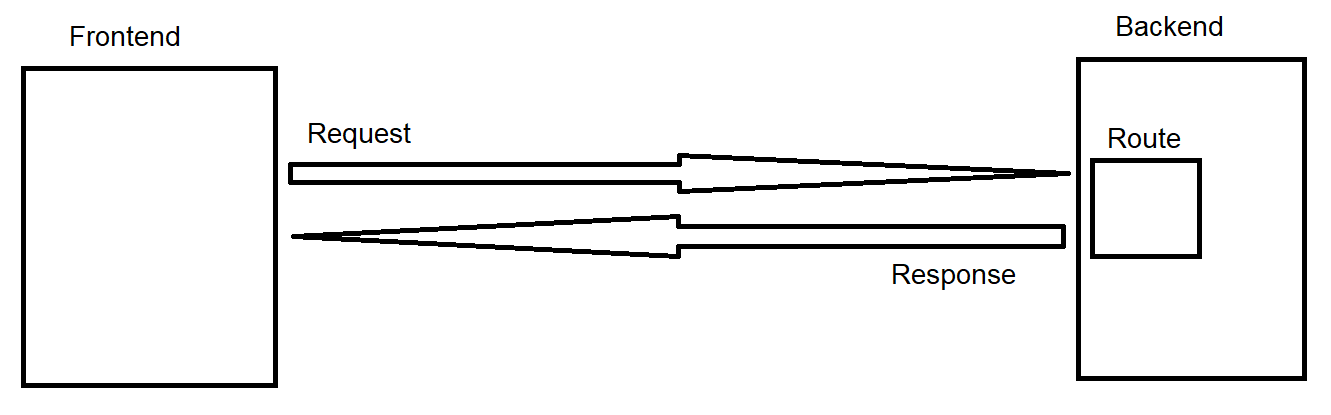 Frontend
Backend
Request
Route
Response